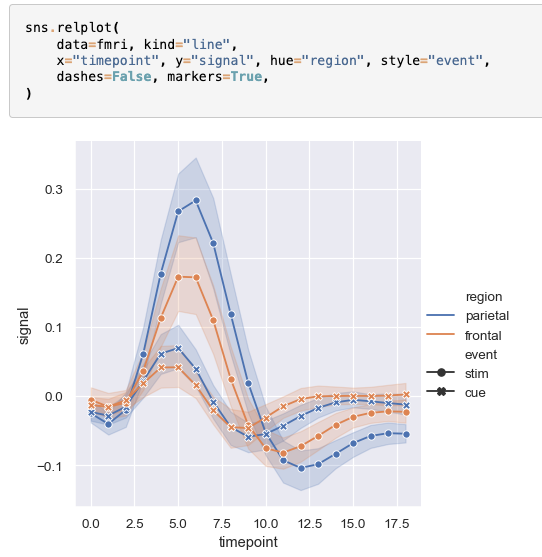 sns.relplot(
    data=fmri, kind="line",
    x="timepoint", y="signal", hue="region", style="event",
    dashes=False, markers=True,
)
0.3
0.2
0.1
0.0
−0.1
signal
0.0 2.5 5.0 7.5 10.0 12.5 15.0 17.5
timepoint
region
parietal
frontal
event
stim
cue